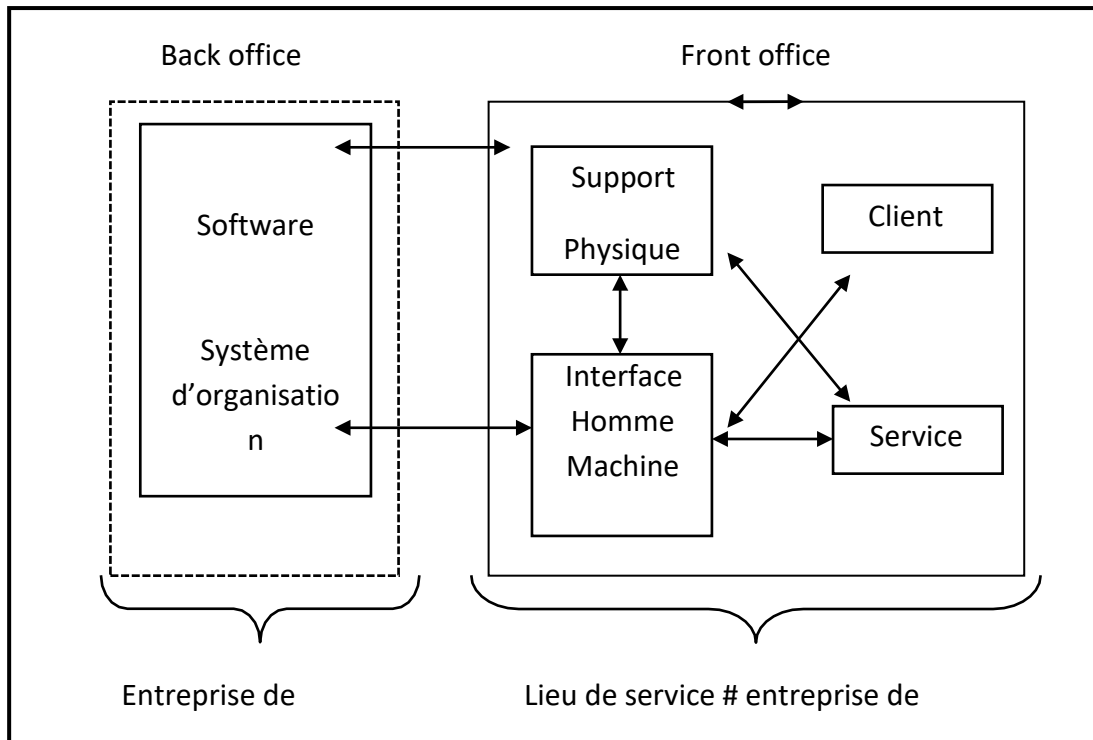 Back office
Front office
Software
Système
d’organisatio
n
Support
Physique
Interface
Homme
Machine
Client
Service
Entreprise de
Lieu de service # entreprise de